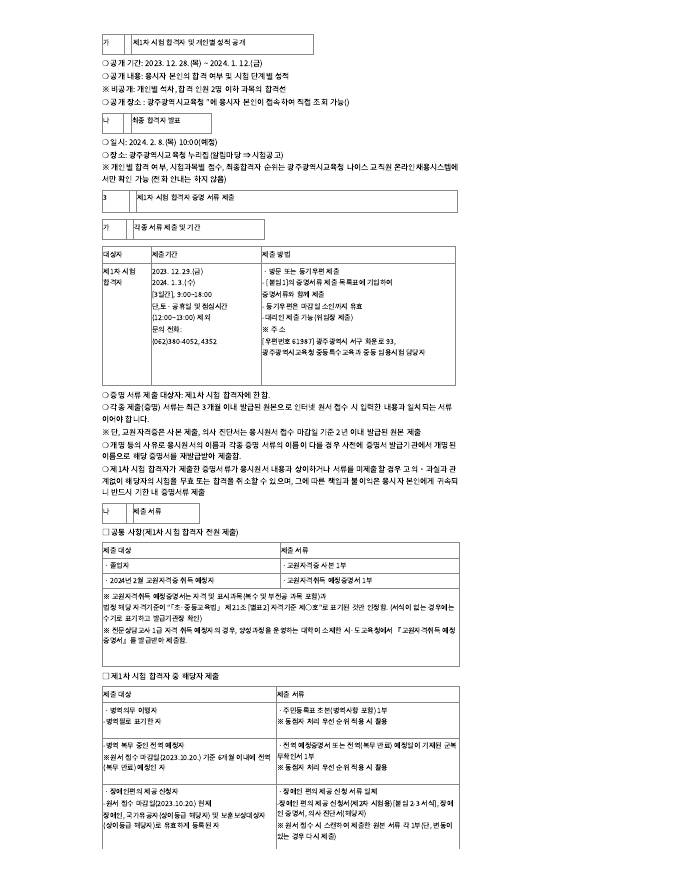 가 제1차 시험 합격자 및 개인별 성적 공개
❍ 공개 기간: 2023. 12. 28.(목) ~ 2024. 1. 12.(금)
❍ 공개 내용: 응시자 본인의 합격 여부 및 시험 단계별 성적
※ 비공개: 개인별 석차, 합격 인원 2명 이하 과목의 합격선
❍ 공개 장소 : 광주광역시교육청 "에 응시자 본인이 접속하여 직접 조회 가능()
나 최종 합격자 발표
❍ 일시: 2024. 2. 8.(목) 10:00(예정)
❍ 장소: 광주광역시교육청 누리집(알림마당 ⇒ 시험공고)
※ 개인별 합격 여부, 시험과목별 점수, 최종합격자 순위는 광주광역시교육청 나이스 교직원 온라인채용시스템에
서만 확인 가능 (전화 안내는 하지 않음)
3 제1차 시험 합격자 증명 서류 제출
가 각종 서류 제출 및 기간
대상자 제출기간 제출 방법
제1차 시험
합격자
2023. 12. 29.(금)
2024. 1. 3.(수)
[3일간], 9:00~18:00
단,토ㆍ공휴일 및 점심시간
(12:00~13:00) 제외
문의 전화:
(062)380-4052, 4352
ㆍ방문 또는 등기우편 제출
- [붙임1]의 증명서류 제출 목록표에 기입하여
증명서류와 함께 제출
- 등기우편은 마감일 소인까지 유효
-대리인 제출 가능(위임장 제출)
※ 주 소
[우편번호 61987] 광주광역시 서구 화운로 93,
광주광역시교육청 중등특수교육과 중등 임용시험 담당자
❍ 증명 서류 제출 대상자: 제1차 시험 합격자에 한함.
❍ 각종 제출(증명) 서류는 최근 3개월 이내 발급된 원본으로 인터넷 원서 접수 시 입력한 내용과 일치되는 서류
이어야 합니다.
※ 단, 교원자격증은 사본 제출, 의사 진단서는 응시원서 접수 마감일 기준 2년 이내 발급된 원본 제출
❍ 개명 등의 사유로 응시원서의 이름과 각종 증명 서류의 이름이 다를 경우 사전에 증명서 발급기관에서 개명된
이름으로 해당 증명서를 재발급받아 제출함.
❍ 제1차 시험 합격자가 제출한 증명서류가 응시원서 내용과 상이하거나 서류를 미제출할 경우 고의ㆍ과실과 관
계없이 해당자의 시험을 무효 또는 합격을 취소할 수 있으며, 그에 따른 책임과 불이익은 응시자 본인에게 귀속되
니 반드시 기한 내 증명서류 제출
나 제출 서류
□ 공통 사항(제1차 시험 합격자 전원 제출)
제출 대상 제출 서류
ㆍ졸업자 ㆍ교원자격증 사본 1부
ㆍ2024년 2월 교원자격증 취득 예정자 ㆍ교원자격취득 예정증명서 1부
※ 교원자격취득 예정증명서는 자격 및 표시과목(복수 및 부전공 과목 포함)과
법정 해당 자격기준이 "『초ㆍ중등교육법』 제21조 [별표2] 자격기준 제○호"로 표기된 것만 인정함. (서식이 없는 경우에는
수기로 표기하고 발급기관장 확인)
※ 전문상담교사 1급 자격 취득 예정자의 경우, 양성과정을 운영하는 대학이 소재한 시·도교육청에서 『교원자격취득 예정
증명서』를 발급받아 제출함.
□ 제1차 시험 합격자 중 해당자 제출
제출 대상 제출 서류
ㆍ병역의무 이행자
-병역필로 표기한 자
ㆍ주민등록표 초본(병역사항 포함) 1부
※ 동점자 처리 우선 순위 적용 시 활용
-병역 복무 중인 전역 예정자
※원서 접수 마감일(2023.10.20.) 기준 6개월 이내에 전역
(복무 만료) 예정인 자
ㆍ전역 예정증명서 또는 전역(복무 만료) 예정일이 기재된 군복
무확인서 1부
※ 동점자 처리 우선 순위 적용 시 활용
ㆍ장애인편의 제공 신청자
-원서 접수 마감일(2023.10.20.) 현재
장애인, 국가유공자(상이등급 해당자) 및 보훈보상대상자
(상이등급 해당자)로 유효하게 등록된 자
ㆍ장애인 편의 제공 신청 서류 일체
-장애인 편의 제공 신청서(제2차 시험용) [붙임 2-3 서식], 장애
인 증명서, 의사 진단서(해당자)
※ 원서 접수 시 스캔하여 제출한 원본 서류 각 1부(단, 변동이
있는 경우 다시 제출)